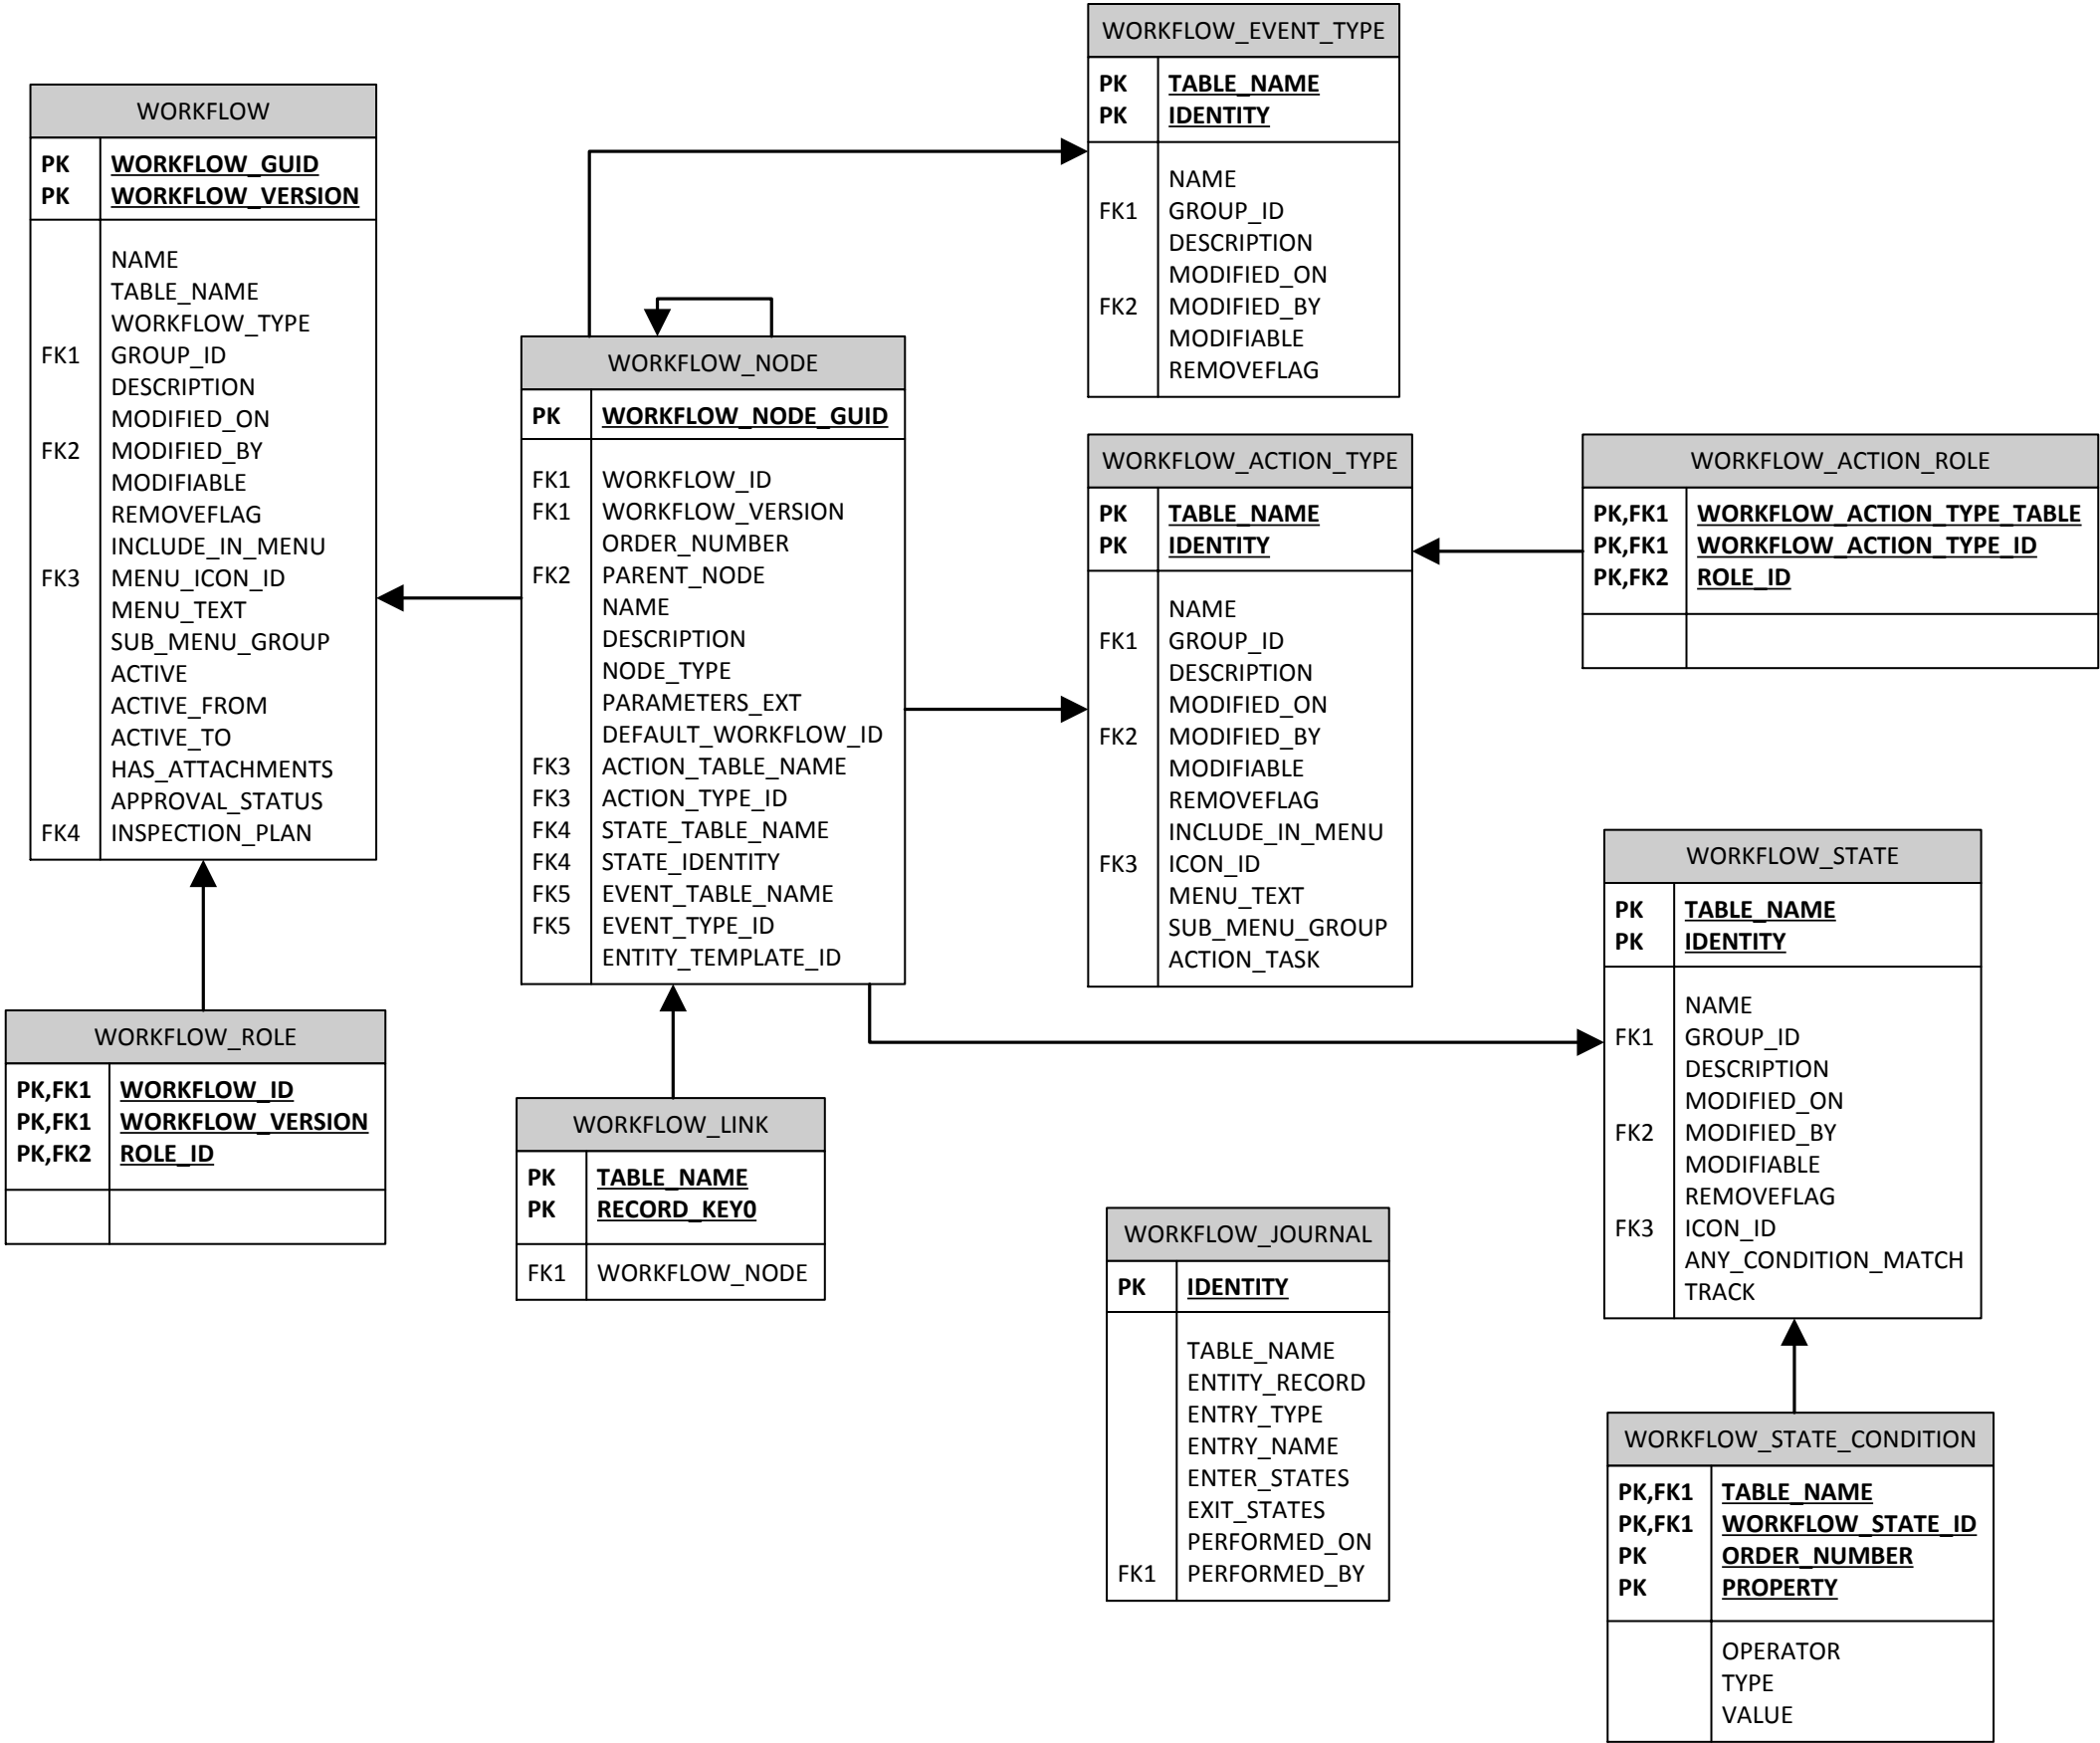 WORKFLOW_EVENT_TYPE
PK TABLE_NAME
PK IDENTITY
NAME
FK1 GROUP_ID
DESCRIPTION
MODIFIED_ON
FK2 MODIFIED_BY
MODIFIABLE
REMOVEFLAG
WORKFLOW
PK WORKFLOW_GUID
PK WORKFLOW_VERSION
NAME
TABLE_NAME
WORKFLOW_TYPE
FK1 GROUP_ID
DESCRIPTION
MODIFIED_ON
FK2 MODIFIED_BY
MODIFIABLE
REMOVEFLAG
INCLUDE_IN_MENU
FK3 MENU_ICON_ID
MENU_TEXT
SUB_MENU_GROUP
ACTIVE
ACTIVE_FROM
ACTIVE_TO
HAS_ATTACHMENTS
APPROVAL_STATUS
FK4 INSPECTION_PLAN
WORKFLOW_NODE
PK WORKFLOW_NODE_GUID
FK1 WORKFLOW_ID
FK1 WORKFLOW_VERSION
ORDER_NUMBER
FK2 PARENT_NODE
NAME
DESCRIPTION
NODE_TYPE
PARAMETERS_EXT
DEFAULT_WORKFLOW_ID
FK3 ACTION_TABLE_NAME
FK3 ACTION_TYPE_ID
FK4 STATE_TABLE_NAME
FK4 STATE_IDENTITY
FK5 EVENT_TABLE_NAME
FK5 EVENT_TYPE_ID
ENTITY_TEMPLATE_ID
WORKFLOW_ACTION_TYPE
PK TABLE_NAME
PK IDENTITY
NAME
FK1 GROUP_ID
DESCRIPTION
MODIFIED_ON
FK2 MODIFIED_BY
MODIFIABLE
REMOVEFLAG
INCLUDE_IN_MENU
FK3 ICON_ID
MENU_TEXT
SUB_MENU_GROUP
ACTION_TASK
WORKFLOW_ACTION_ROLE
PK,FK1 WORKFLOW_ACTION_TYPE_TABLE
PK,FK1 WORKFLOW_ACTION_TYPE_ID
PK,FK2 ROLE_ID
WORKFLOW_STATE
PK TABLE_NAME
PK IDENTITY
NAME
FK1 GROUP_ID
DESCRIPTION
MODIFIED_ON
FK2 MODIFIED_BY
MODIFIABLE
REMOVEFLAG
FK3 ICON_ID
ANY_CONDITION_MATCH
TRACK
WORKFLOW_ROLE
PK,FK1 WORKFLOW_ID
PK,FK1 WORKFLOW_VERSION
PK,FK2 ROLE_ID
WORKFLOW_LINK
PK TABLE_NAME
PK RECORD_KEY0
FK1 WORKFLOW_NODE
WORKFLOW_JOURNAL
PK IDENTITY
TABLE_NAME
ENTITY_RECORD
ENTRY_TYPE
ENTRY_NAME
ENTER_STATES
EXIT_STATES
PERFORMED_ON
FK1 PERFORMED_BY
WORKFLOW_STATE_CONDITION
PK,FK1 TABLE_NAME
PK,FK1 WORKFLOW_STATE_ID
PK ORDER_NUMBER
PK PROPERTY
OPERATOR
TYPE
VALUE